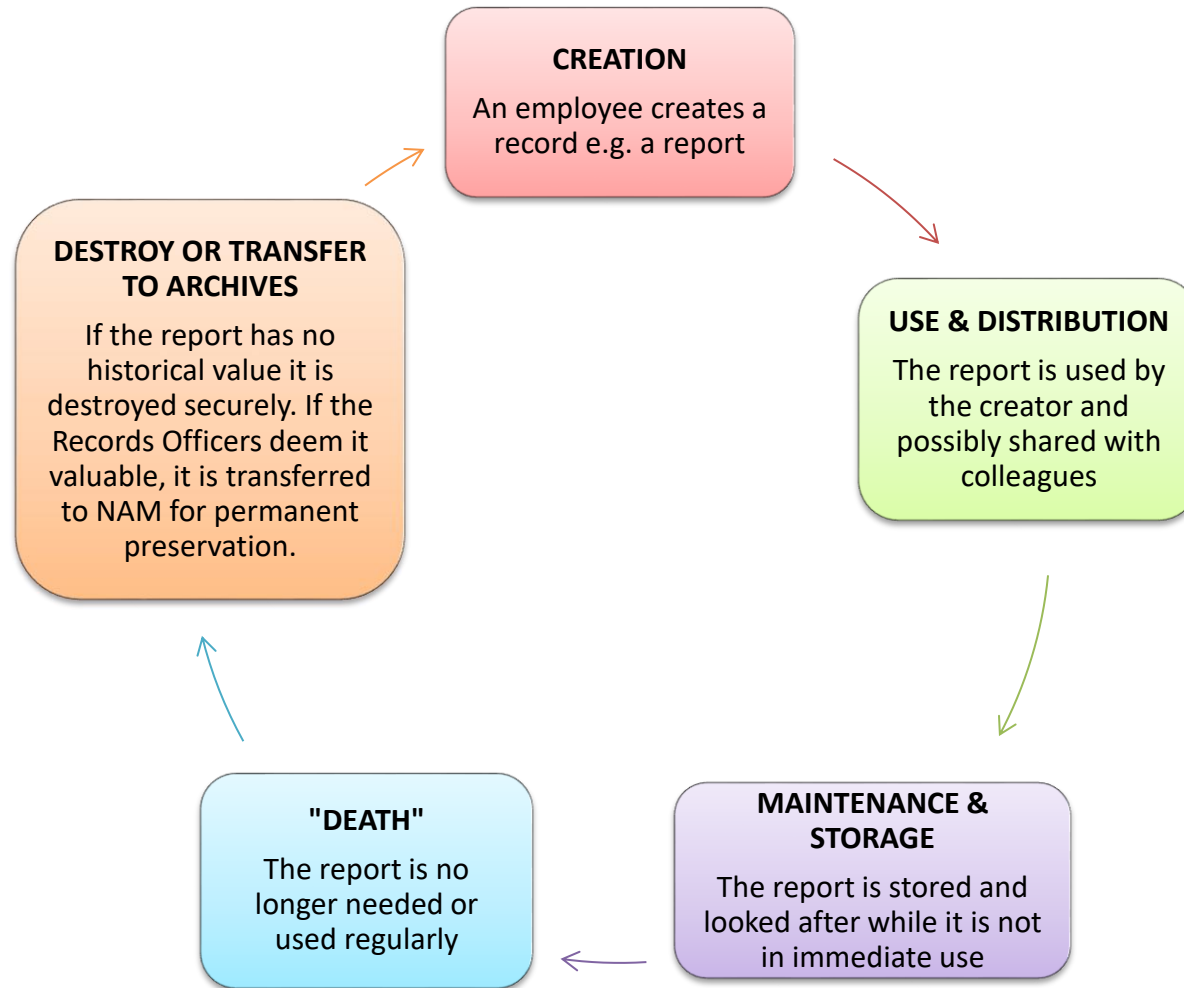 CREATION
An employee creates a
record e.g. a report
USE & DISTRIBUTION
The report is used by
the creator and
possibly shared with
colleagues
MAINTENANCE &
STORAGE
The report is stored and
looked after while it is not
in immediate use
"DEATH"
The report is no
longer needed or
used regularly
DESTROY OR TRANSFER
TO ARCHIVES
If the report has no
historical value it is
destroyed securely. If the
Records Officers deem it
valuable, it is transferred
to NAM for permanent
preservation.